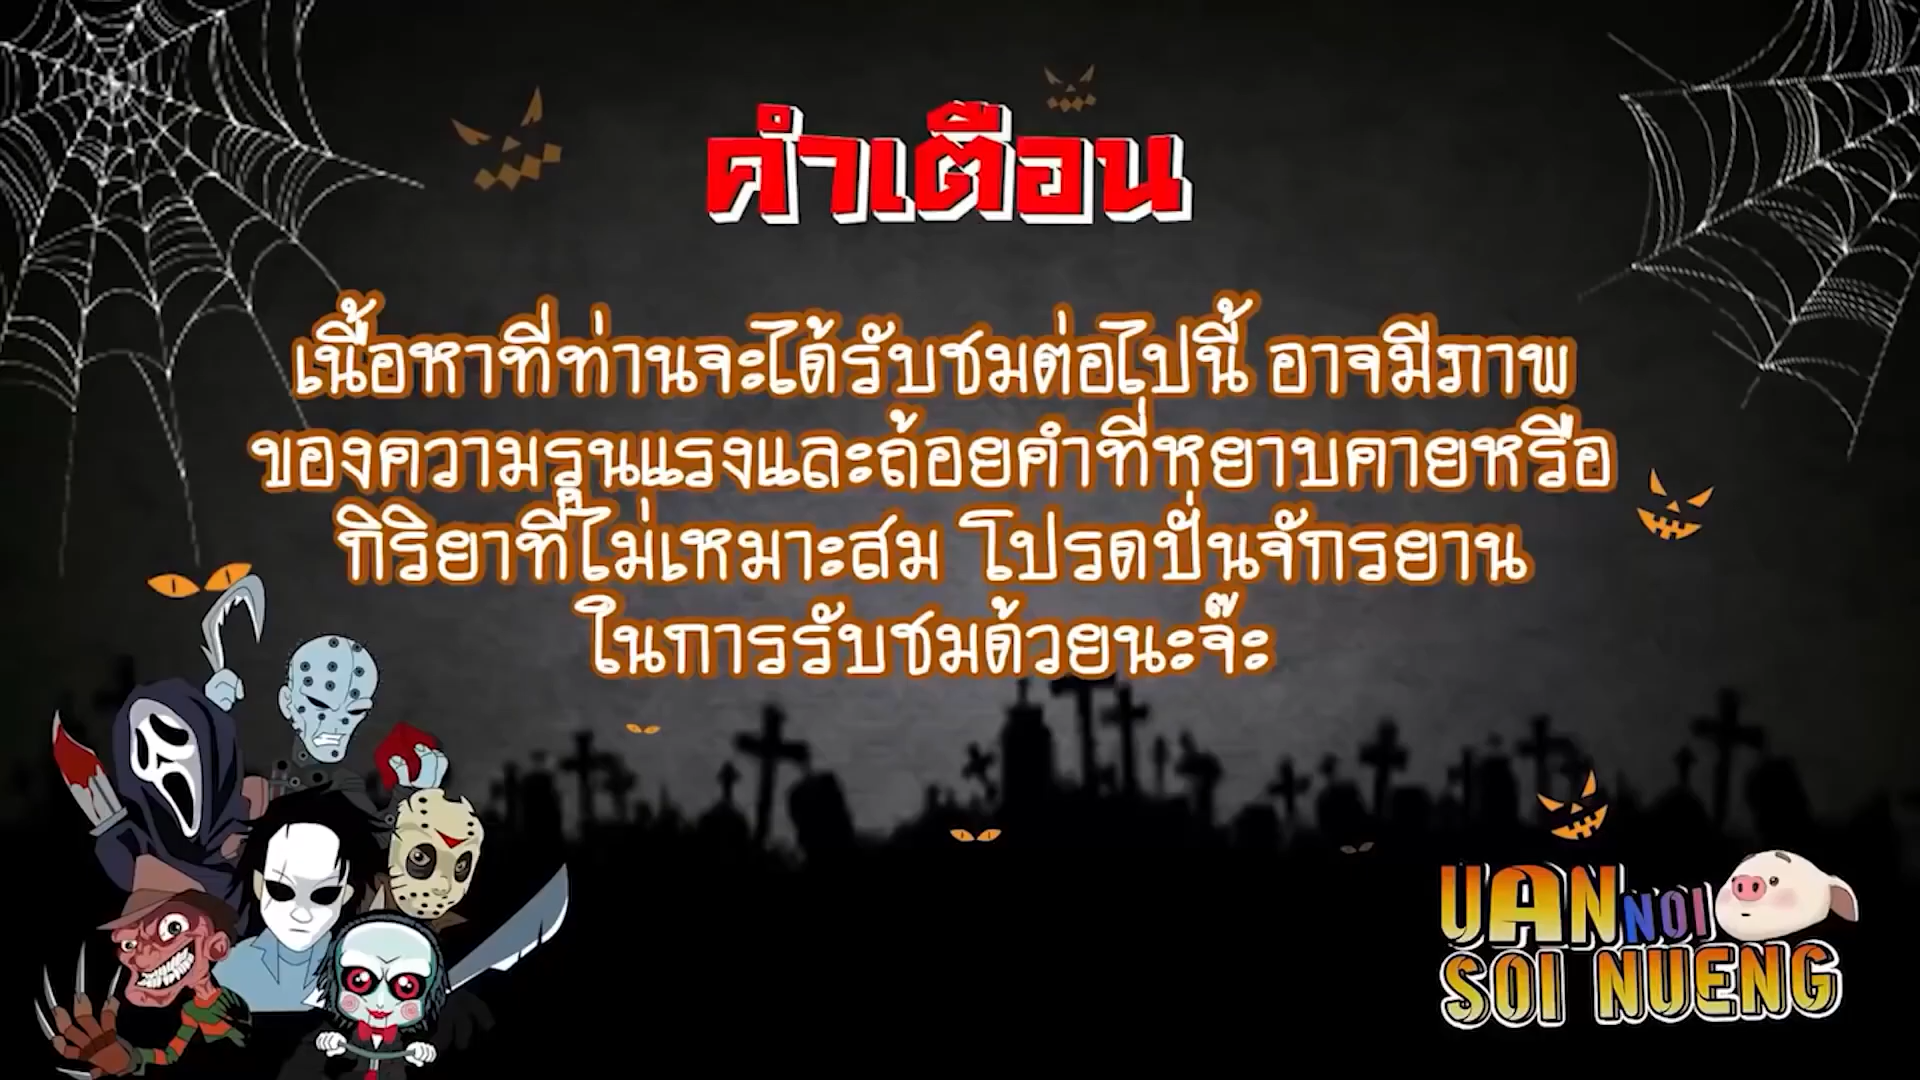 คำเตือน
เนื้อหาที่ท่านจะได้รับชมต่อไปนี้ อาจมีภาพ
ของความรุนแรงและถ้อยคำที่หยาบคายหรือ
กิริยาที่ไม่เหมาะสม โปรดปั่นจักรยาน
ในการรับชมด้วยนะจ๊ะ
UAN NOI
SOI NUENG